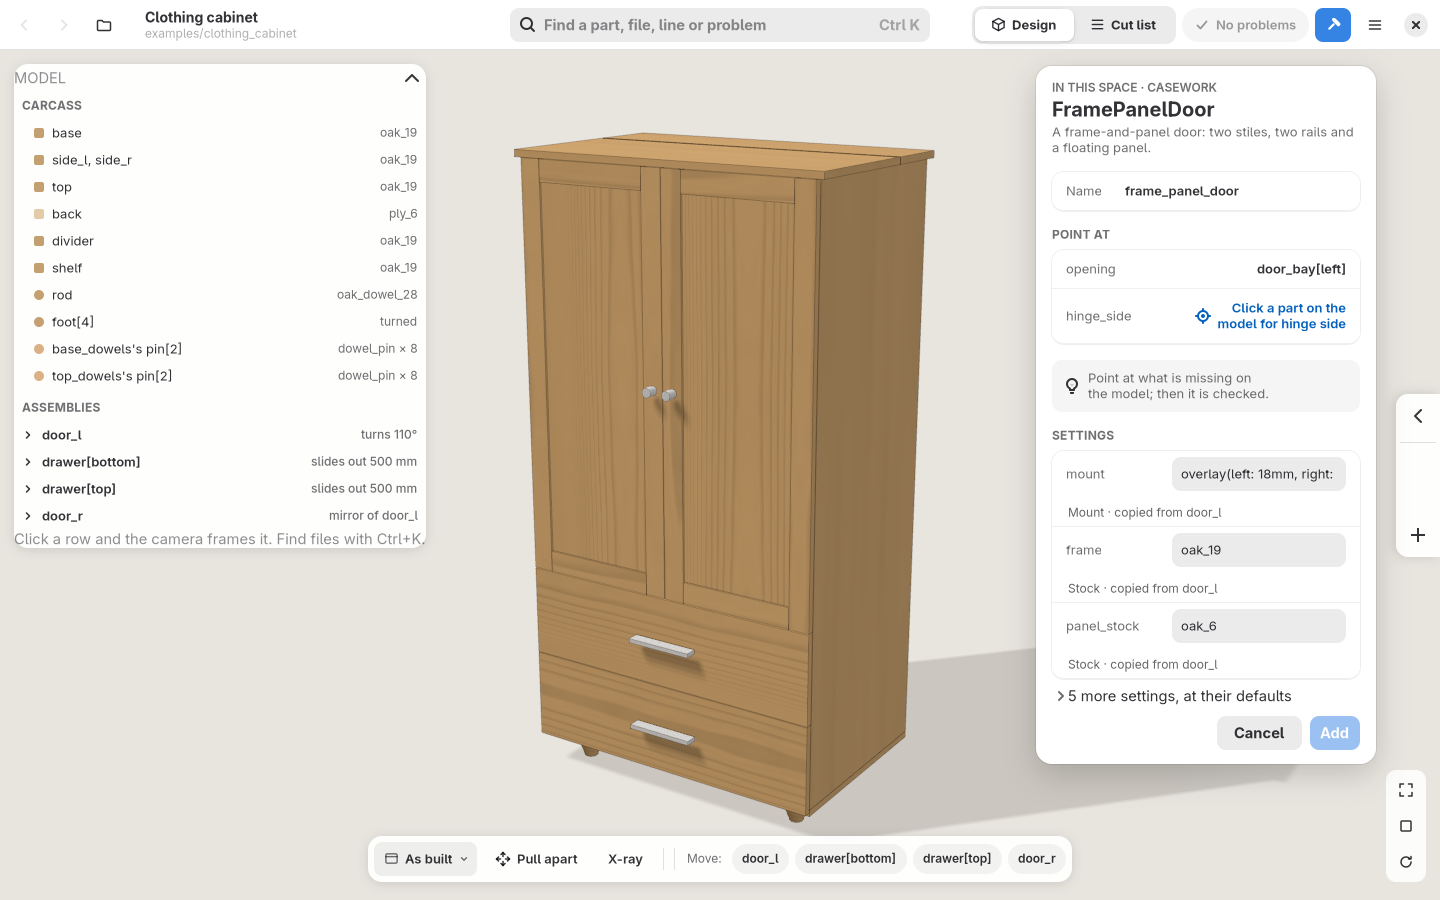 Clothing cabinet
examples/clothing_cabinet
Find a part, file, line or problem
Ctrl K
Design
Cut list
No problems
MODEL
CARCASS
base oak_19
side_l, side_r oak_19
top oak_19
back ply_6
divider oak_19
shelf oak_19
rod oak_dowel_28
foot[4] turned
base_dowels's pin[2] dowel_pin × 8
top_dowels's pin[2] dowel_pin × 8
ASSEMBLIES
door_l turns 110°
drawer[bottom] slides out 500 mm
drawer[top] slides out 500 mm
door_r mirror of door_l
Click a row and the camera frames it. Find files with Ctrl+K.
IN THIS SPACE · CASEWORK
FramePanelDoor
A frame-and-panel door: two stiles, two rails and
a floating panel.
Name frame_panel_door
POINT AT
opening door_bay[left]
hinge_side Click a part on the
model for hinge side
Point at what is missing on
the model; then it is checked.
SETTINGS
mount overlay(left: 18mm, right:
Mount · copied from door_l
frame oak_19
Stock · copied from door_l
panel_stock oak_6
Stock · copied from door_l
5 more settings, at their defaults
Cancel
Add
As built
Pull apart
X-ray
Move:
door_l
drawer[bottom]
drawer[top]
door_r